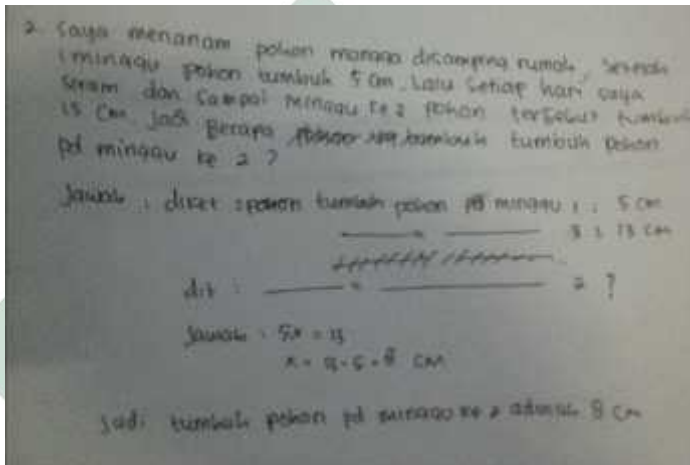 2. Saya menanam pohon mangga disamping rumah, setelah
1 minggu pohon tumbuh 5 cm. Lalu setiap hari saya
siram dan sampai minggu ke 2 pohon tersebut tumbuh
13 cm. Jadi Berapa tumbuh pohon
pd minggu ke 2 ?
Jawab : diket : tumbuh pohon pd minggu 1 : 5 cm
: 13 cm
dit : 2 ?
Jawab : 5x = 13
x = 13 - 5 = 8 cm
Jadi tumbuh pohon pd minggu ke 2 adalah 8 cm